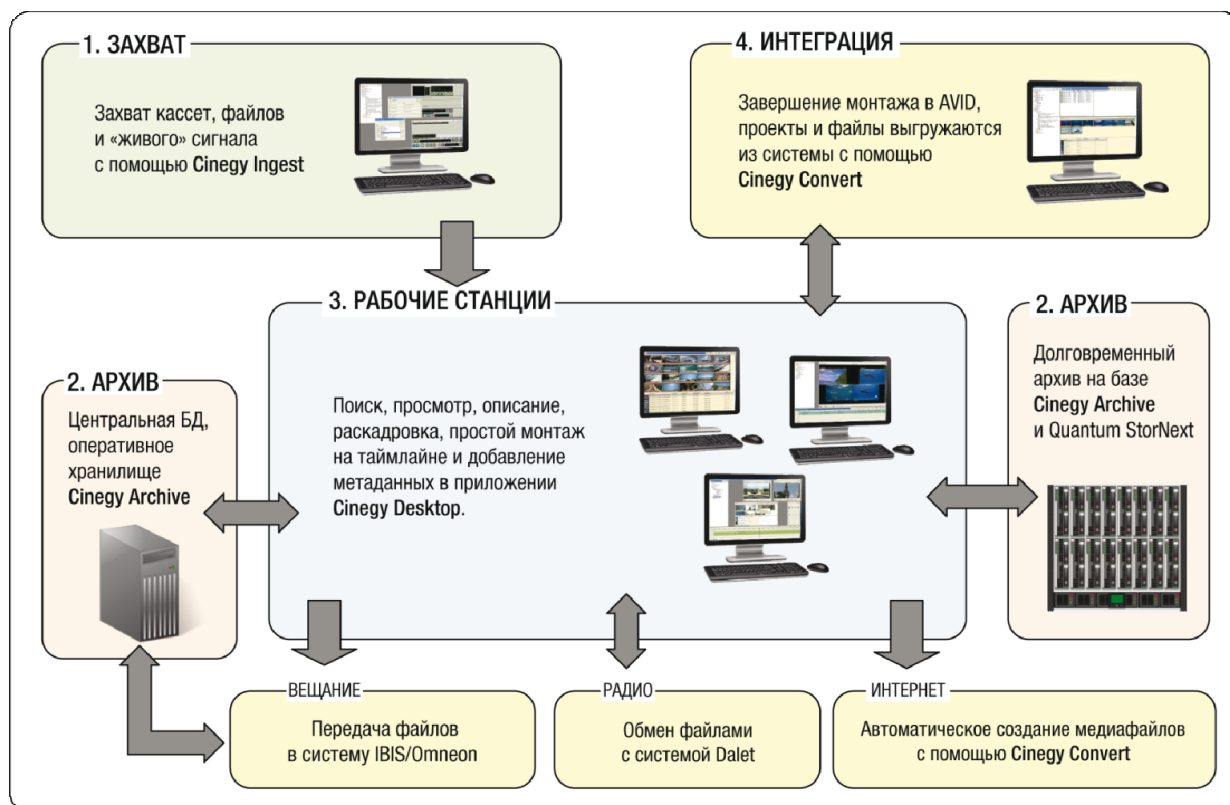 1. ЗАХВАТ
Захват кассет, файлов
и «живого» сигнала
с помощью Cinegy Ingest
4. ИНТЕГРАЦИЯ
Завершение монтажа в AVID,
проекты и файлы выгружаются
из системы с помощью
Cinegy Convert
3. РАБОЧИЕ СТАНЦИИ
Поиск, просмотр, описание,
раскадровка, простой монтаж
на таймлайне и добавление
метаданных в приложении
Cinegy Desktop.
2. АРХИВ
Центральная БД,
оперативное
хранилище
Cinegy Archive
2. АРХИВ
Долговременный
архив на базе
Cinegy Archive
и Quantum StorNext
ВЕЩАНИЕ
Передача файлов
в систему IBIS/Omneon
РАДИО
Обмен файлами
с системой Dalet
ИНТЕРНЕТ
Автоматическое создание медиафайлов
с помощью Cinegy Convert